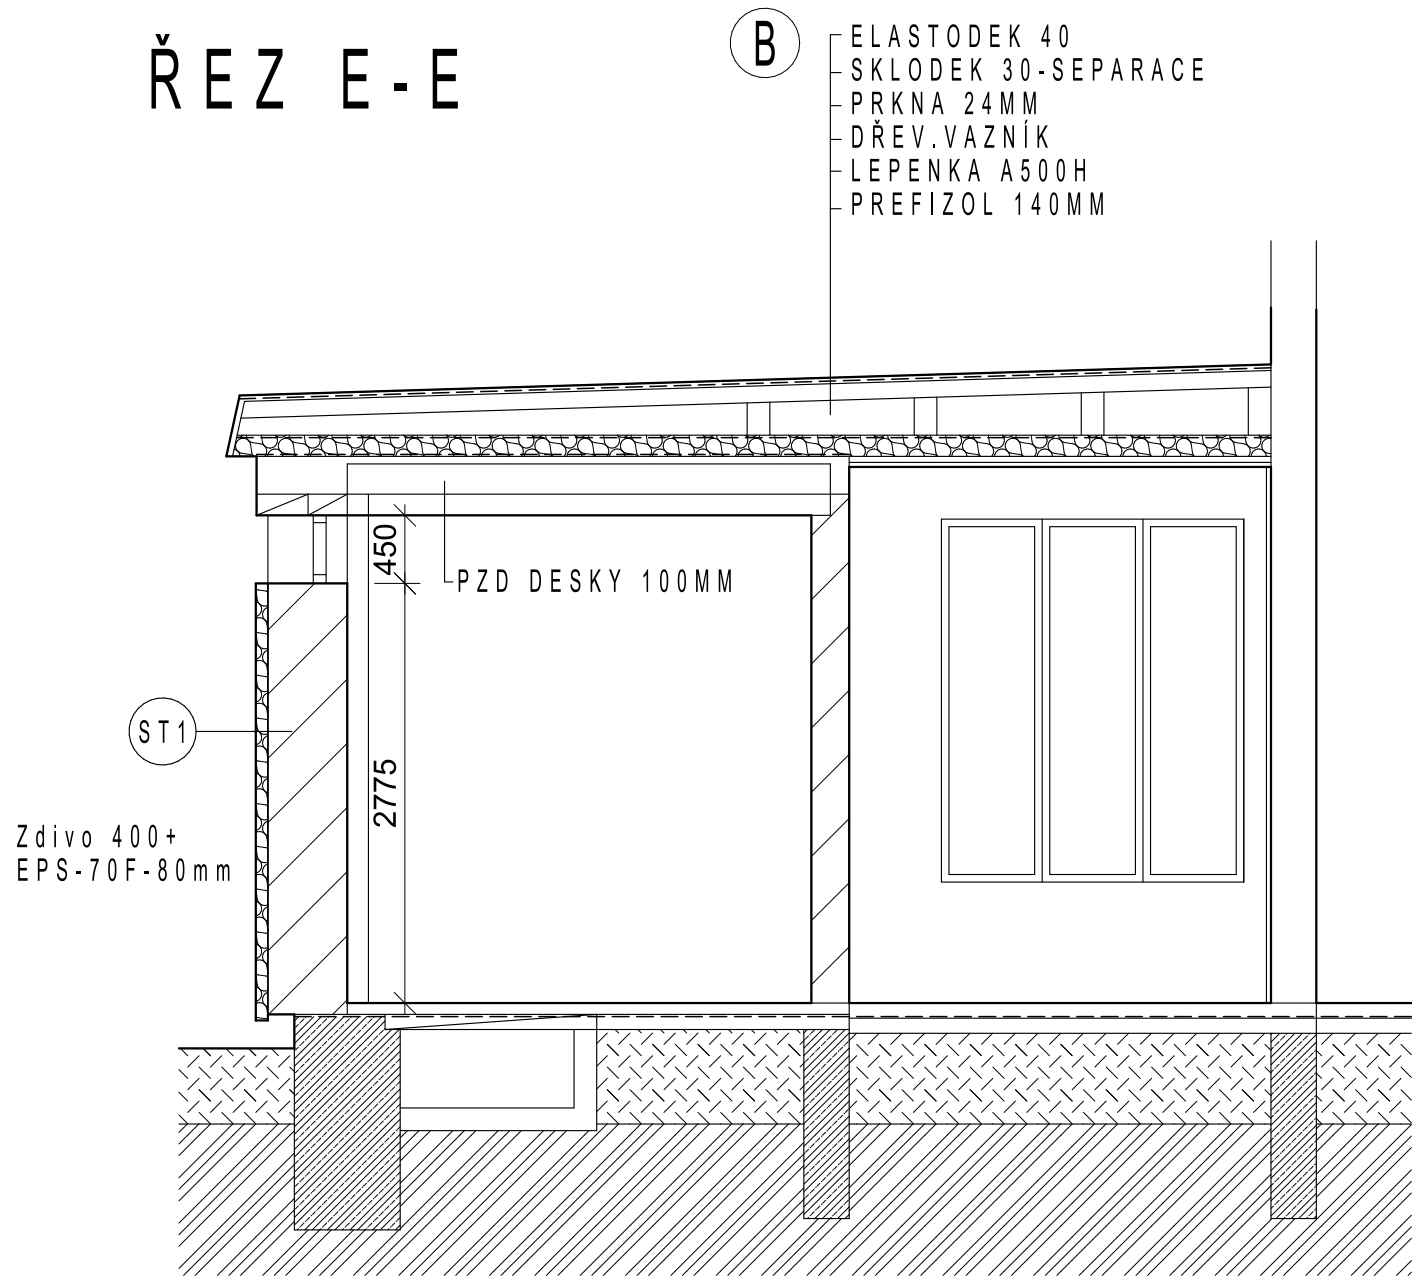 ŘEZ E-E
B
ELASTODEK 40
SKLODEK 30-SEPARACE
PRKNA 24MM
DŘEV.VAZNÍK
LEPENKA A500H
PREFIZOL 140MM
450
PZD DESKY 100MM
ST1
2775
Zdivo 400+
EPS-70F-80mm